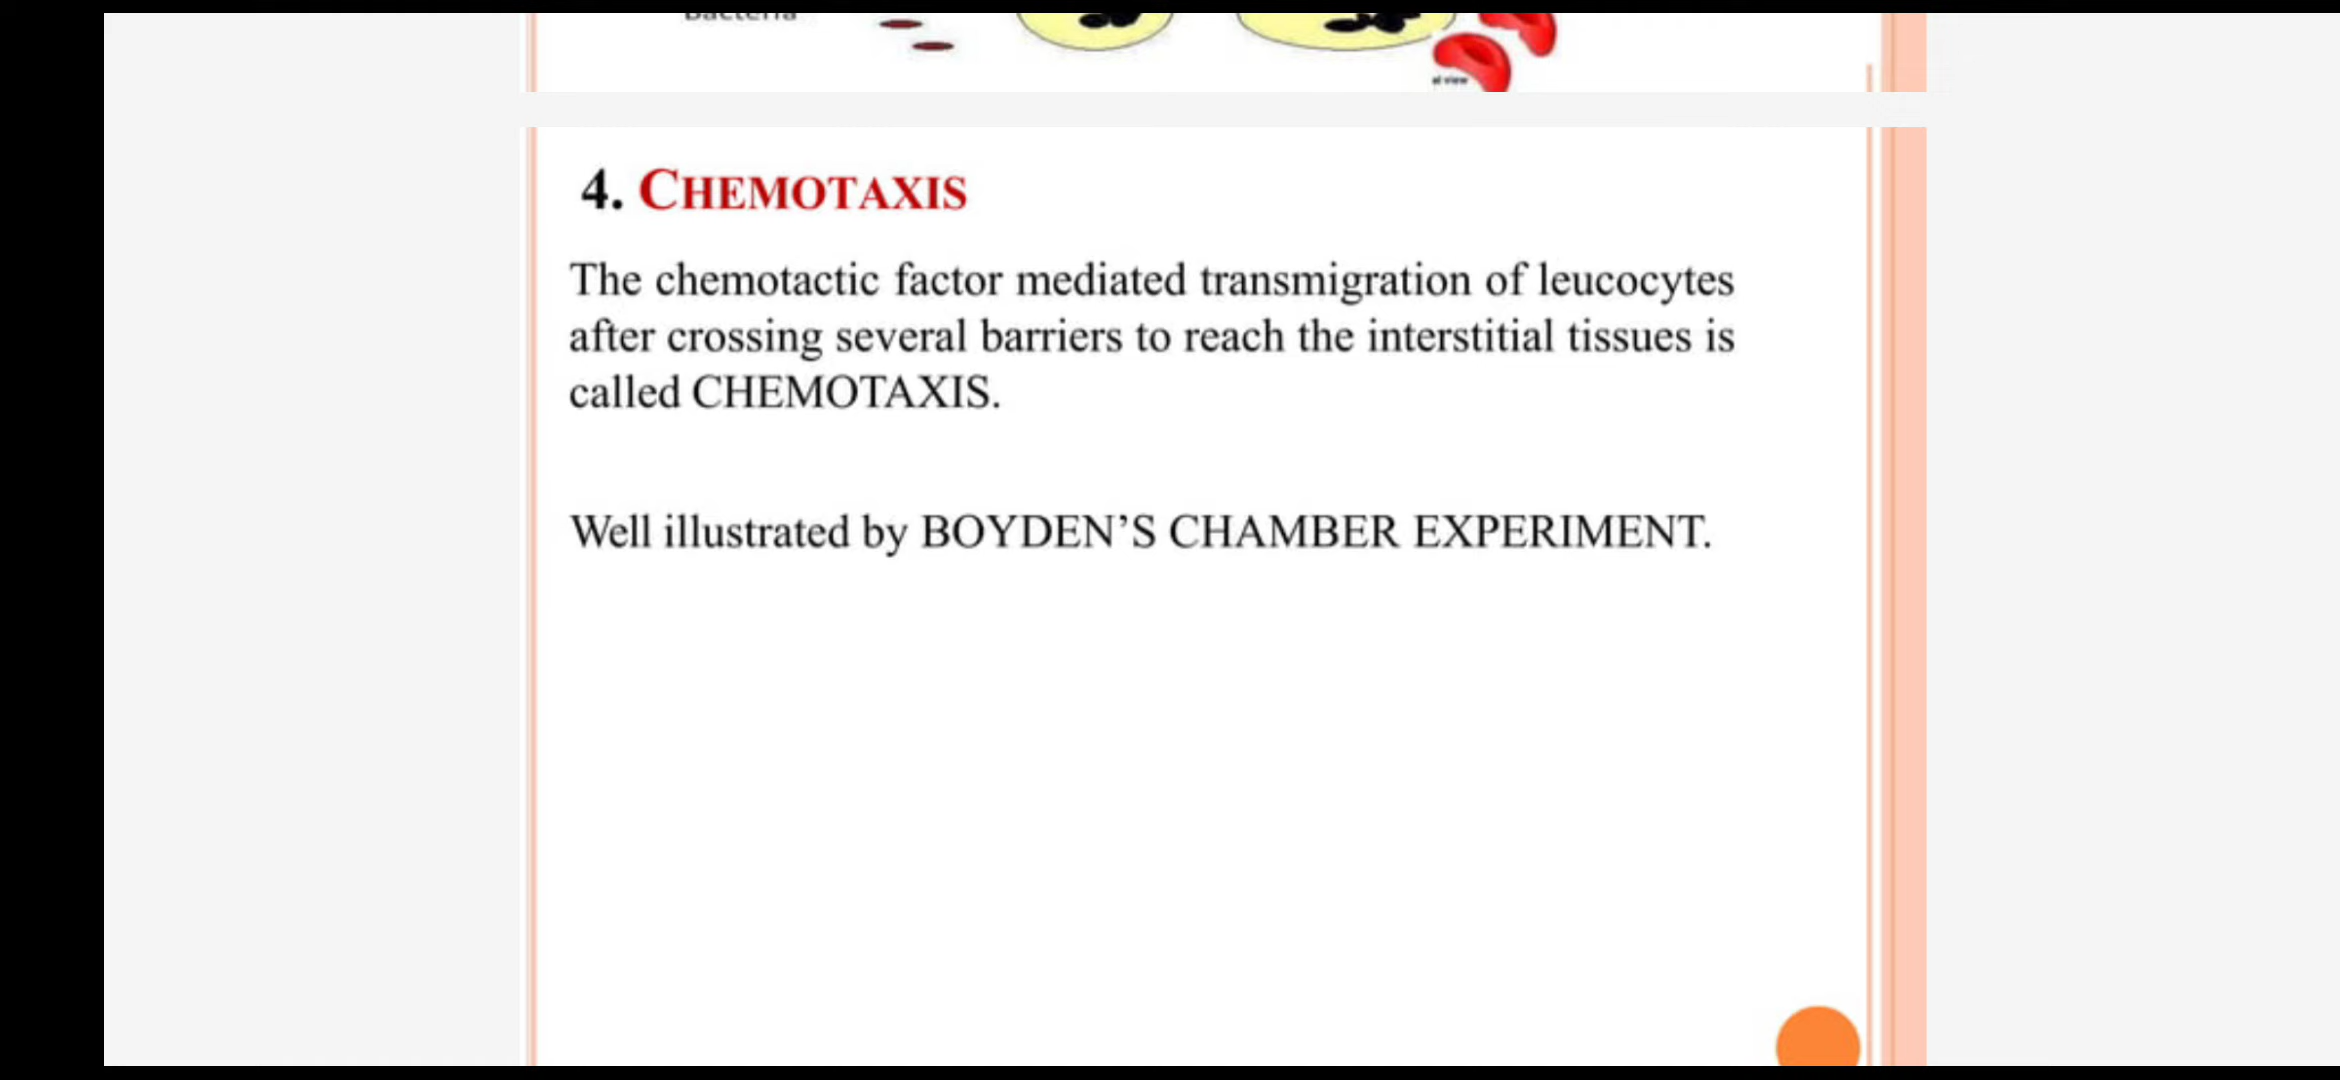 4. CHEMOTAXIS
The chemotactic factor mediated transmigration of leucocytes
after crossing several barriers to reach the interstitial tissues is
called CHEMOTAXIS.
Well illustrated by BOYDEN’S CHAMBER EXPERIMENT.